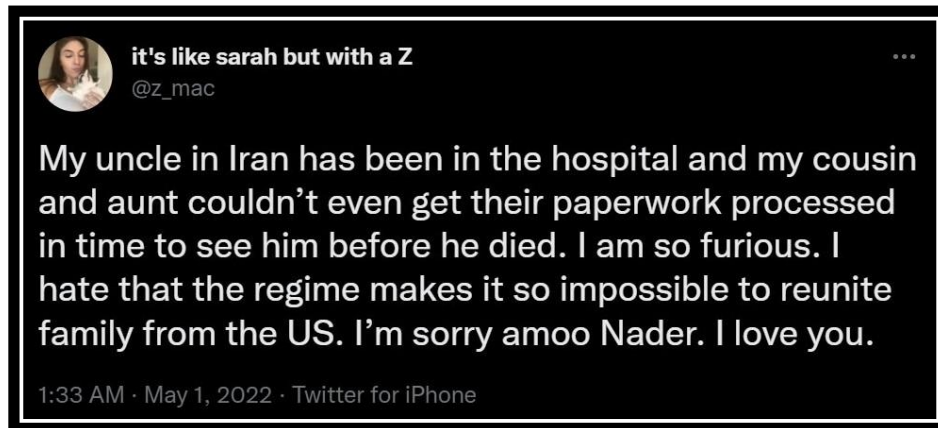 it's like sarah but with a Z
@z_mac
My uncle in Iran has been in the hospital and my cousin
and aunt couldn’t even get their paperwork processed
in time to see him before he died. I am so furious. I
hate that the regime makes it so impossible to reunite
family from the US. I’m sorry amoo Nader. I love you.
1:33 AM · May 1, 2022 · Twitter for iPhone